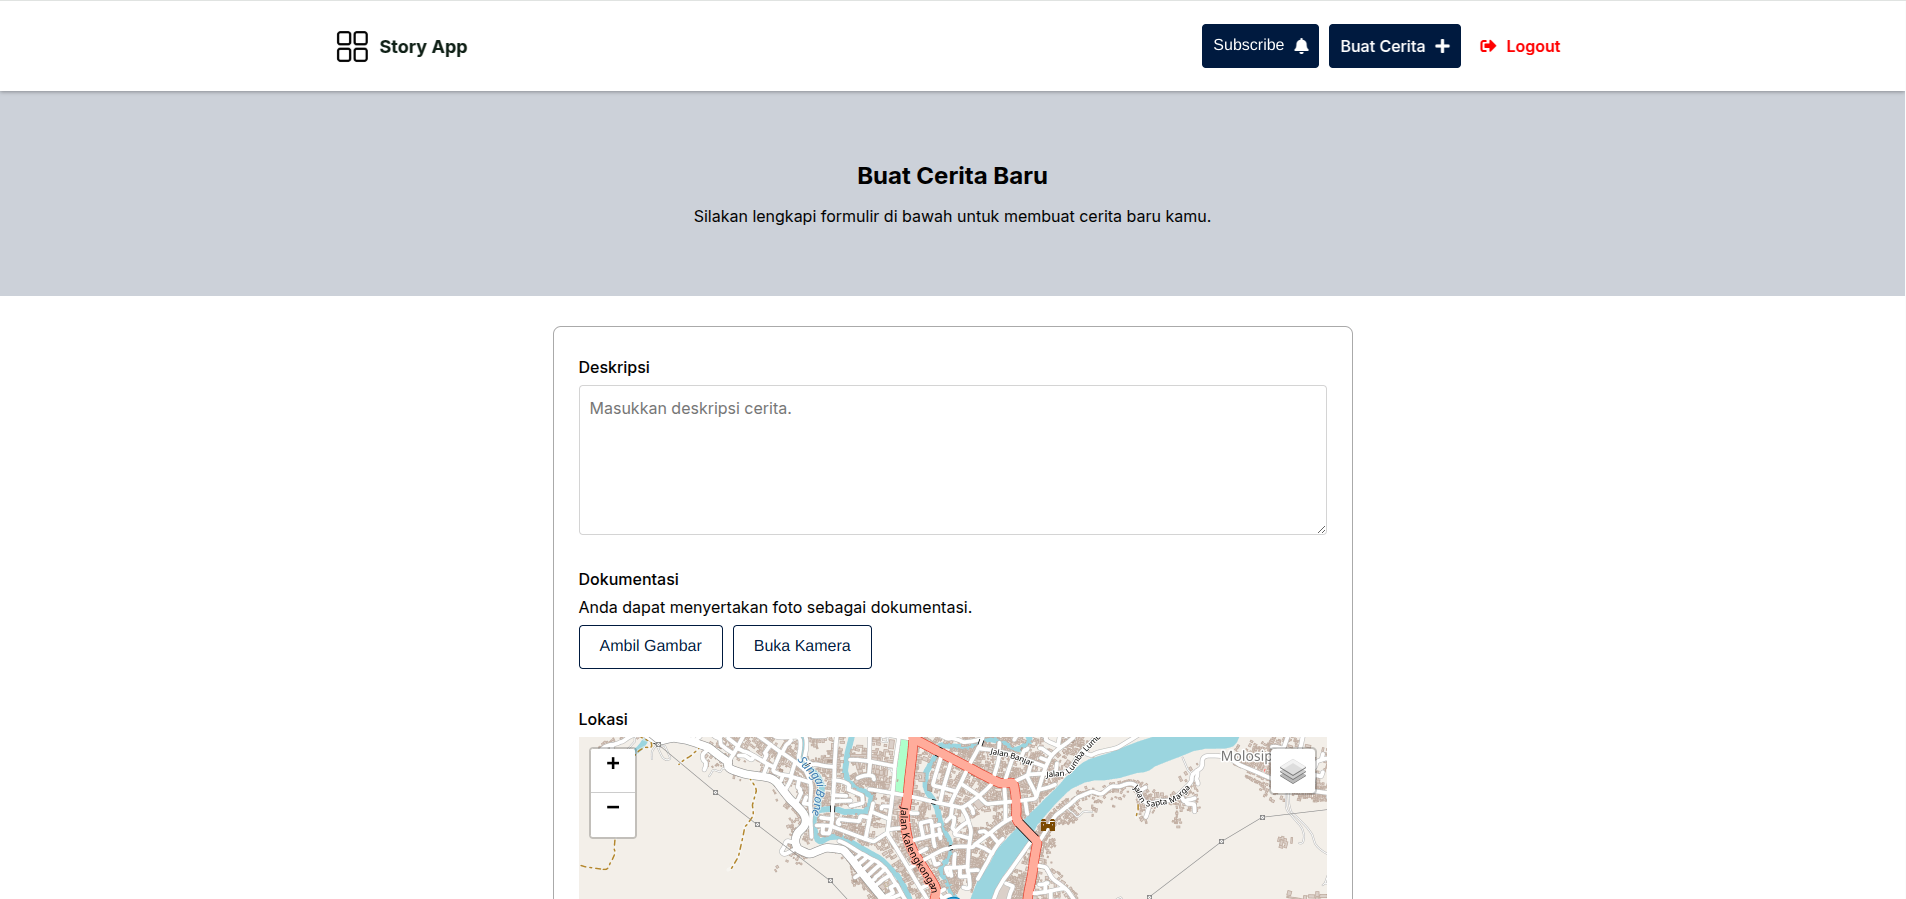 Story App
Subscribe
Buat Cerita
Logout
Buat Cerita Baru
Silakan lengkapi formulir di bawah untuk membuat cerita baru kamu.
Deskripsi
Masukkan deskripsi cerita.
Dokumentasi
Anda dapat menyertakan foto sebagai dokumentasi.
Ambil Gambar
Buka Kamera
Lokasi
+
−
Sungai Bone
Jalan Kalengkongan
Jalan Banjar
Jalan Lumba Lumb
Jalan Sapta Marga
Molosip